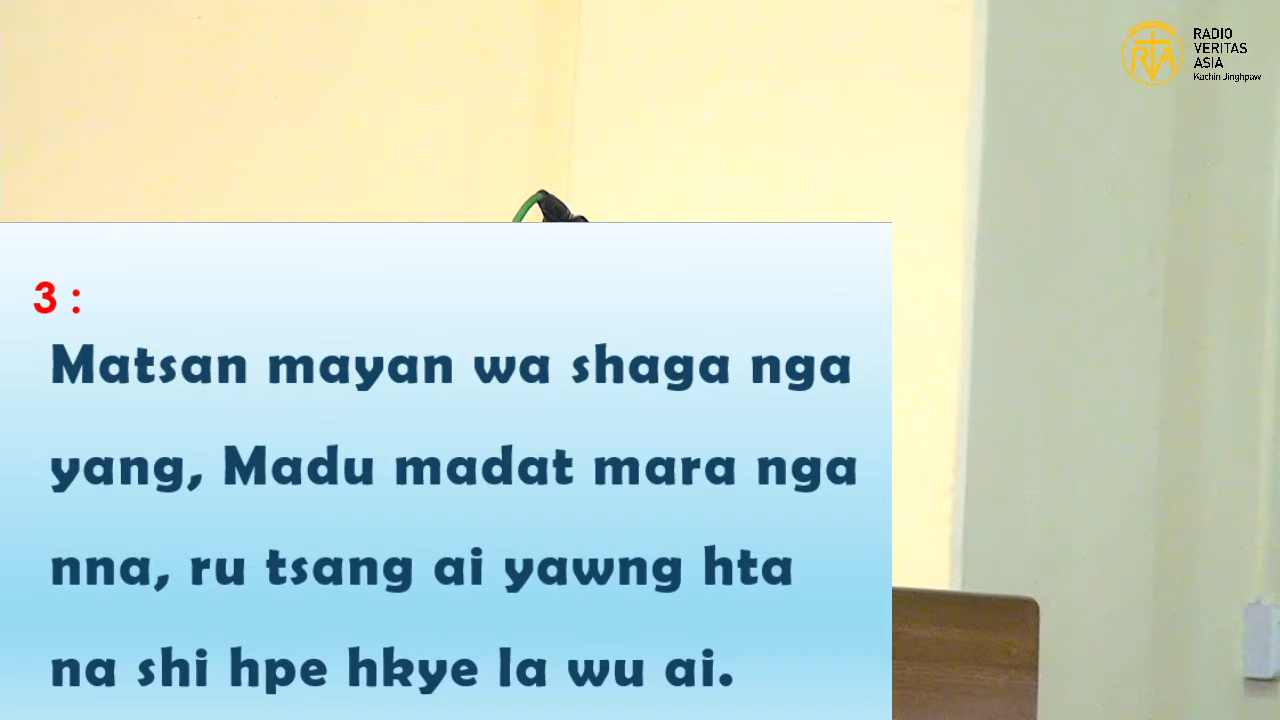 RADIO
VERITAS
ASIA
Kachin Jinghpaw
3 :
Matsan mayan wa shaga nga
yang, Madu madat mara nga
nna, ru tsang ai yawng hta
na shi hpe hkye la wu ai.